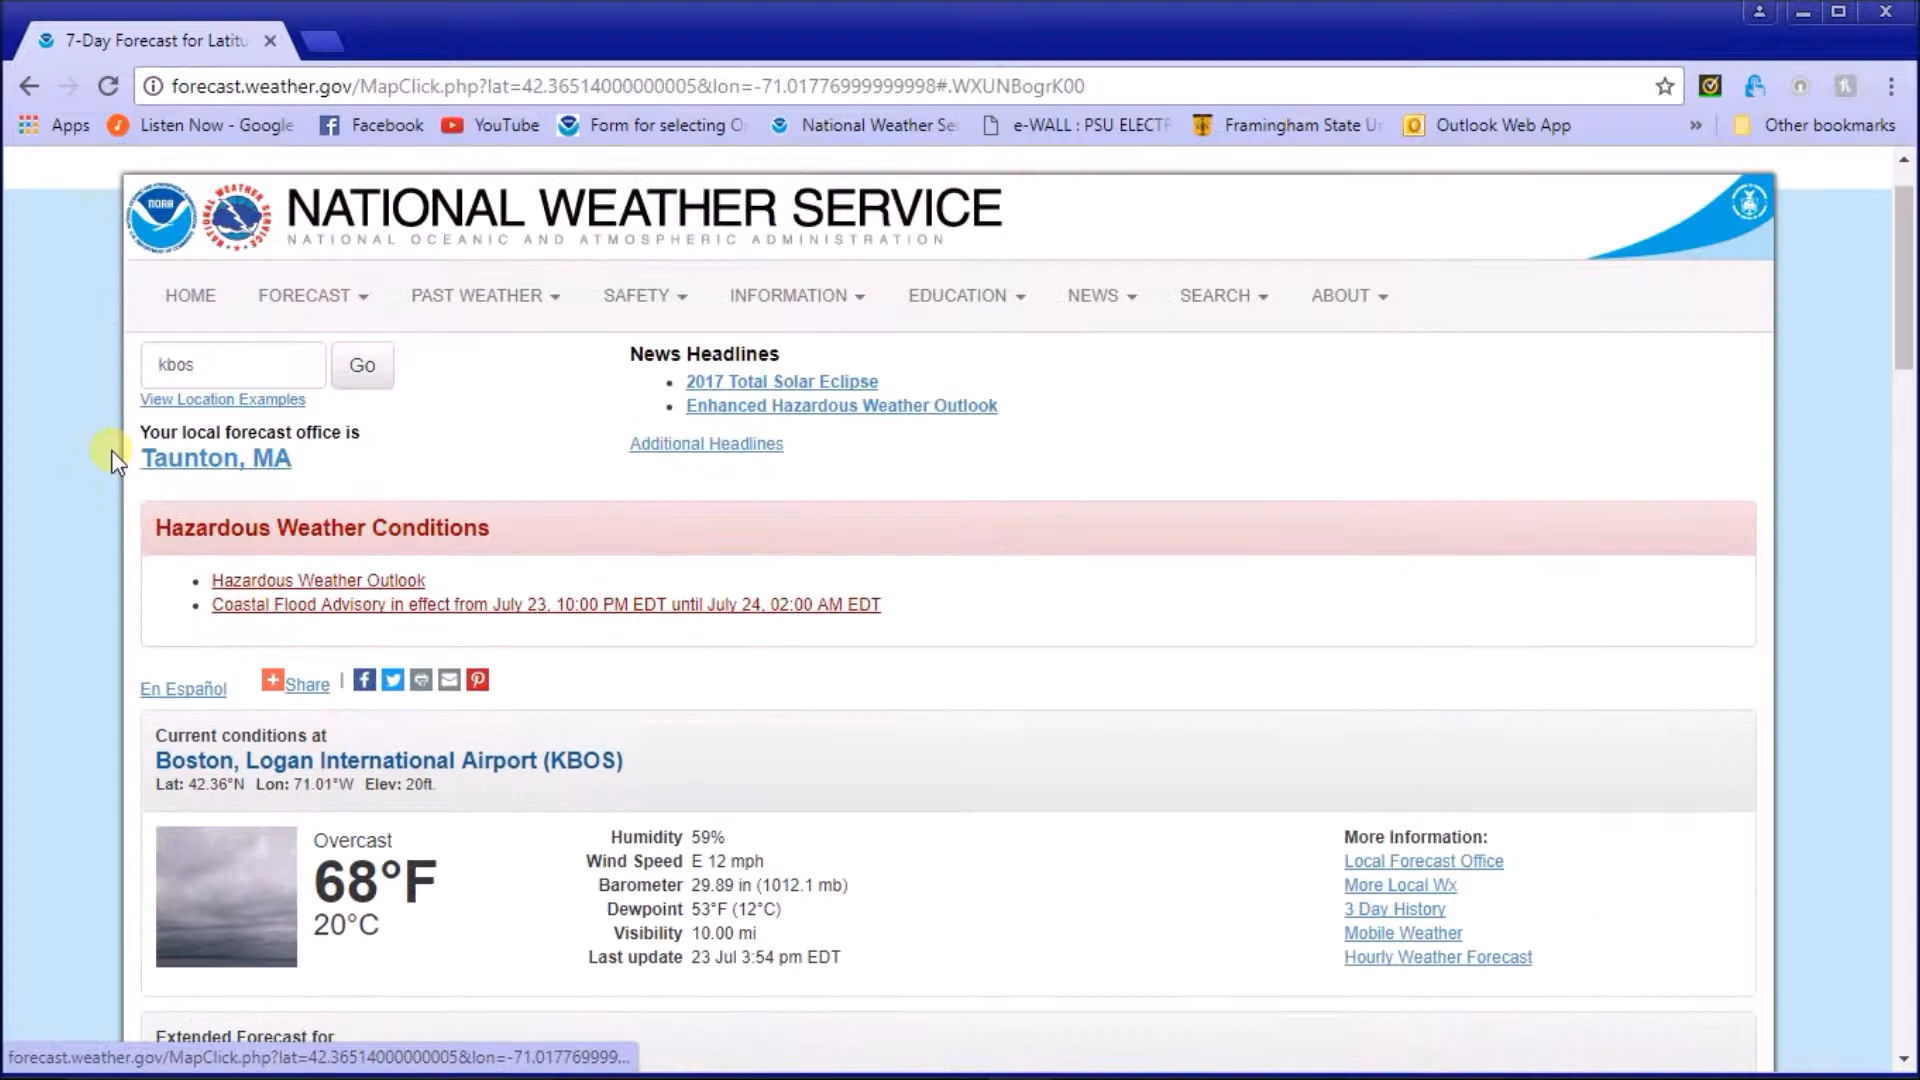 7-Day Forecast for Latitu
forecast.weather.gov/MapClick.php?lat=42.36514000000005&lon=-71.01776999999998#.WXUNBogrK00
Apps Listen Now - Google Facebook YouTube Form for selecting O National Weather Se e-WALL : PSU ELECTR Framingham State U Outlook Web App » Other bookmarks
NOAA
NATIONAL WEATHER SERVICE
NATIONAL OCEANIC AND ATMOSPHERIC ADMINISTRATION
HOME FORECAST PAST WEATHER SAFETY INFORMATION EDUCATION NEWS SEARCH ABOUT
kbos Go
View Location Examples
Your local forecast office is
Taunton, MA
News Headlines
2017 Total Solar Eclipse
Enhanced Hazardous Weather Outlook
Additional Headlines
Hazardous Weather Conditions
Hazardous Weather Outlook
Coastal Flood Advisory in effect from July 23, 10:00 PM EDT until July 24, 02:00 AM EDT
En Español Share |
Current conditions at
Boston, Logan International Airport (KBOS)
Lat: 42.36°N Lon: 71.01°W Elev: 20ft.
Overcast
68°F
20°C
Humidity 59%
Wind Speed E 12 mph
Barometer 29.89 in (1012.1 mb)
Dewpoint 53°F (12°C)
Visibility 10.00 mi
Last update 23 Jul 3:54 pm EDT
More Information:
Local Forecast Office
More Local Wx
3 Day History
Mobile Weather
Hourly Weather Forecast
Extended Forecast for
forecast.weather.gov/MapClick.php?lat=42.36514000000005&lon=-71.017769999...